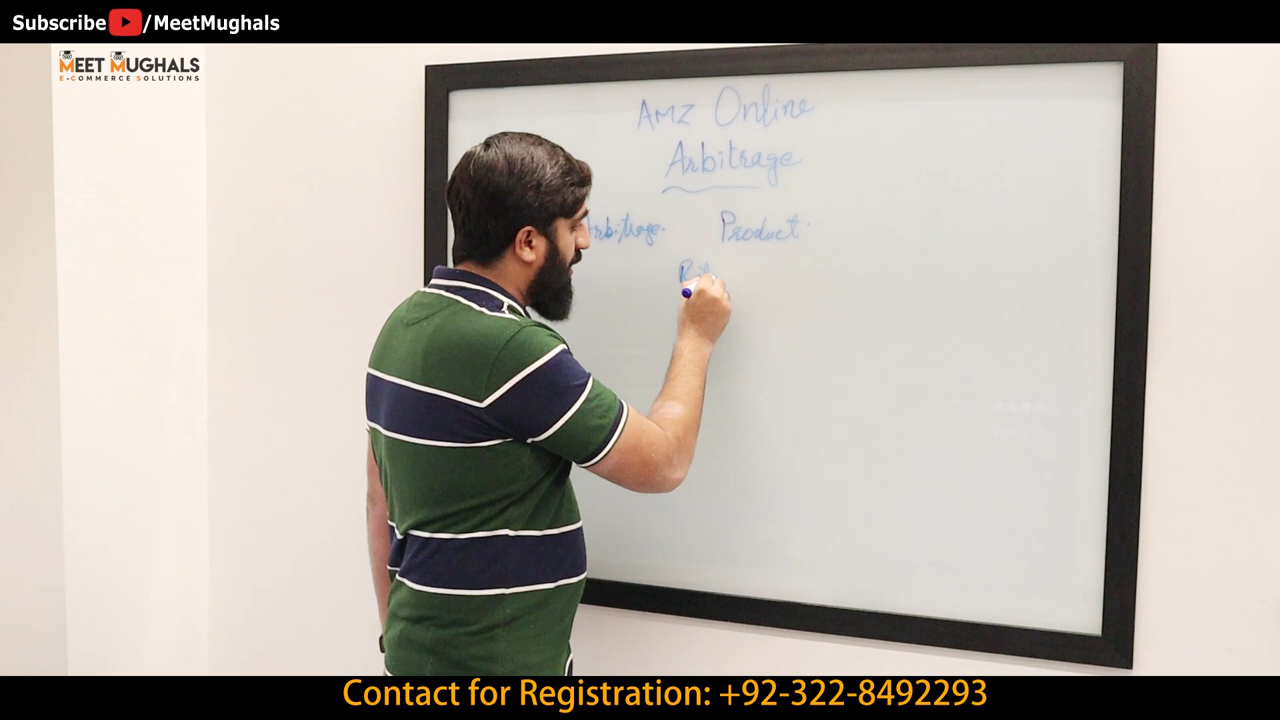 Subscribe /MeetMughals
MEET MUGHALS
E-COMMERCE SOLUTIONS
AMZ Online
Arbitrage
Arbitrage. Product.
Contact for Registration: +92-322-8492293